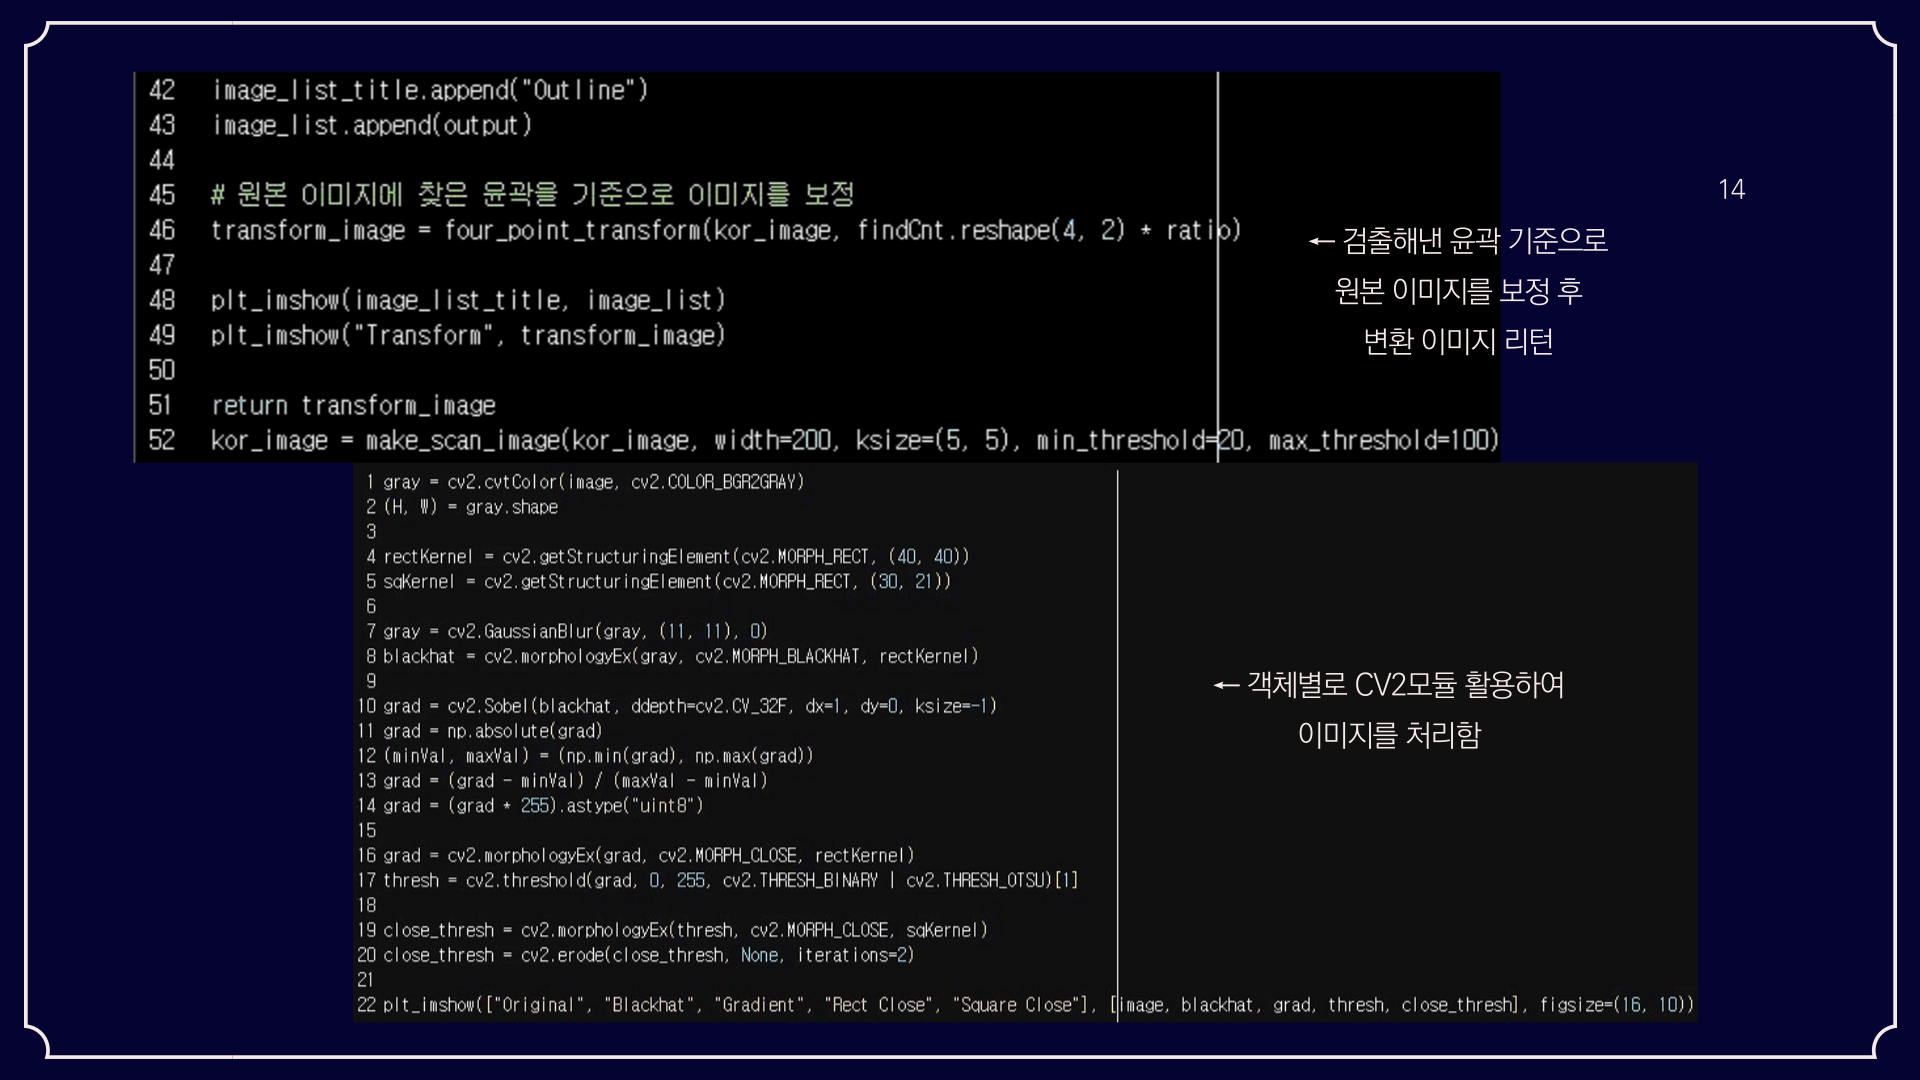 14
42 image_list_title.append("Outline")
43 image_list.append(output)
44
45 # 원본 이미지에 찾은 윤곽을 기준으로 이미지를 보정
46 transform_image = four_point_transform(kor_image, findCnt.reshape(4, 2) * ratio)
47
48 plt_imshow(image_list_title, image_list)
49 plt_imshow("Transform", transform_image)
50
51 return transform_image
52 kor_image = make_scan_image(kor_image, width=200, ksize=(5, 5), min_threshold=20, max_threshold=100)
← 검출해낸 윤곽 기준으로
원본 이미지를 보정 후
변환 이미지 리턴
1 gray = cv2.cvtColor(image, cv2.COLOR_BGR2GRAY)
2 (H, W) = gray.shape
3
4 rectKernel = cv2.getStructuringElement(cv2.MORPH_RECT, (40, 40))
5 sqKernel = cv2.getStructuringElement(cv2.MORPH_RECT, (30, 21))
6
7 gray = cv2.GaussianBlur(gray, (11, 11), 0)
8 blackhat = cv2.morphologyEx(gray, cv2.MORPH_BLACKHAT, rectKernel)
9
10 grad = cv2.Sobel(blackhat, ddepth=cv2.CV_32F, dx=1, dy=0, ksize=-1)
11 grad = np.absolute(grad)
12 (minVal, maxVal) = (np.min(grad), np.max(grad))
13 grad = (grad - minVal) / (maxVal - minVal)
14 grad = (grad * 255).astype("uint8")
15
16 grad = cv2.morphologyEx(grad, cv2.MORPH_CLOSE, rectKernel)
17 thresh = cv2.threshold(grad, 0, 255, cv2.THRESH_BINARY | cv2.THRESH_OTSU)[1]
18
19 close_thresh = cv2.morphologyEx(thresh, cv2.MORPH_CLOSE, sqKernel)
20 close_thresh = cv2.erode(close_thresh, None, iterations=2)
21
22 plt_imshow(["Original", "Blackhat", "Gradient", "Rect Close", "Square Close"], [image, blackhat, grad, thresh, close_thresh], figsize=(16, 10))
← 객체별로 CV2모듈 활용하여
이미지를 처리함